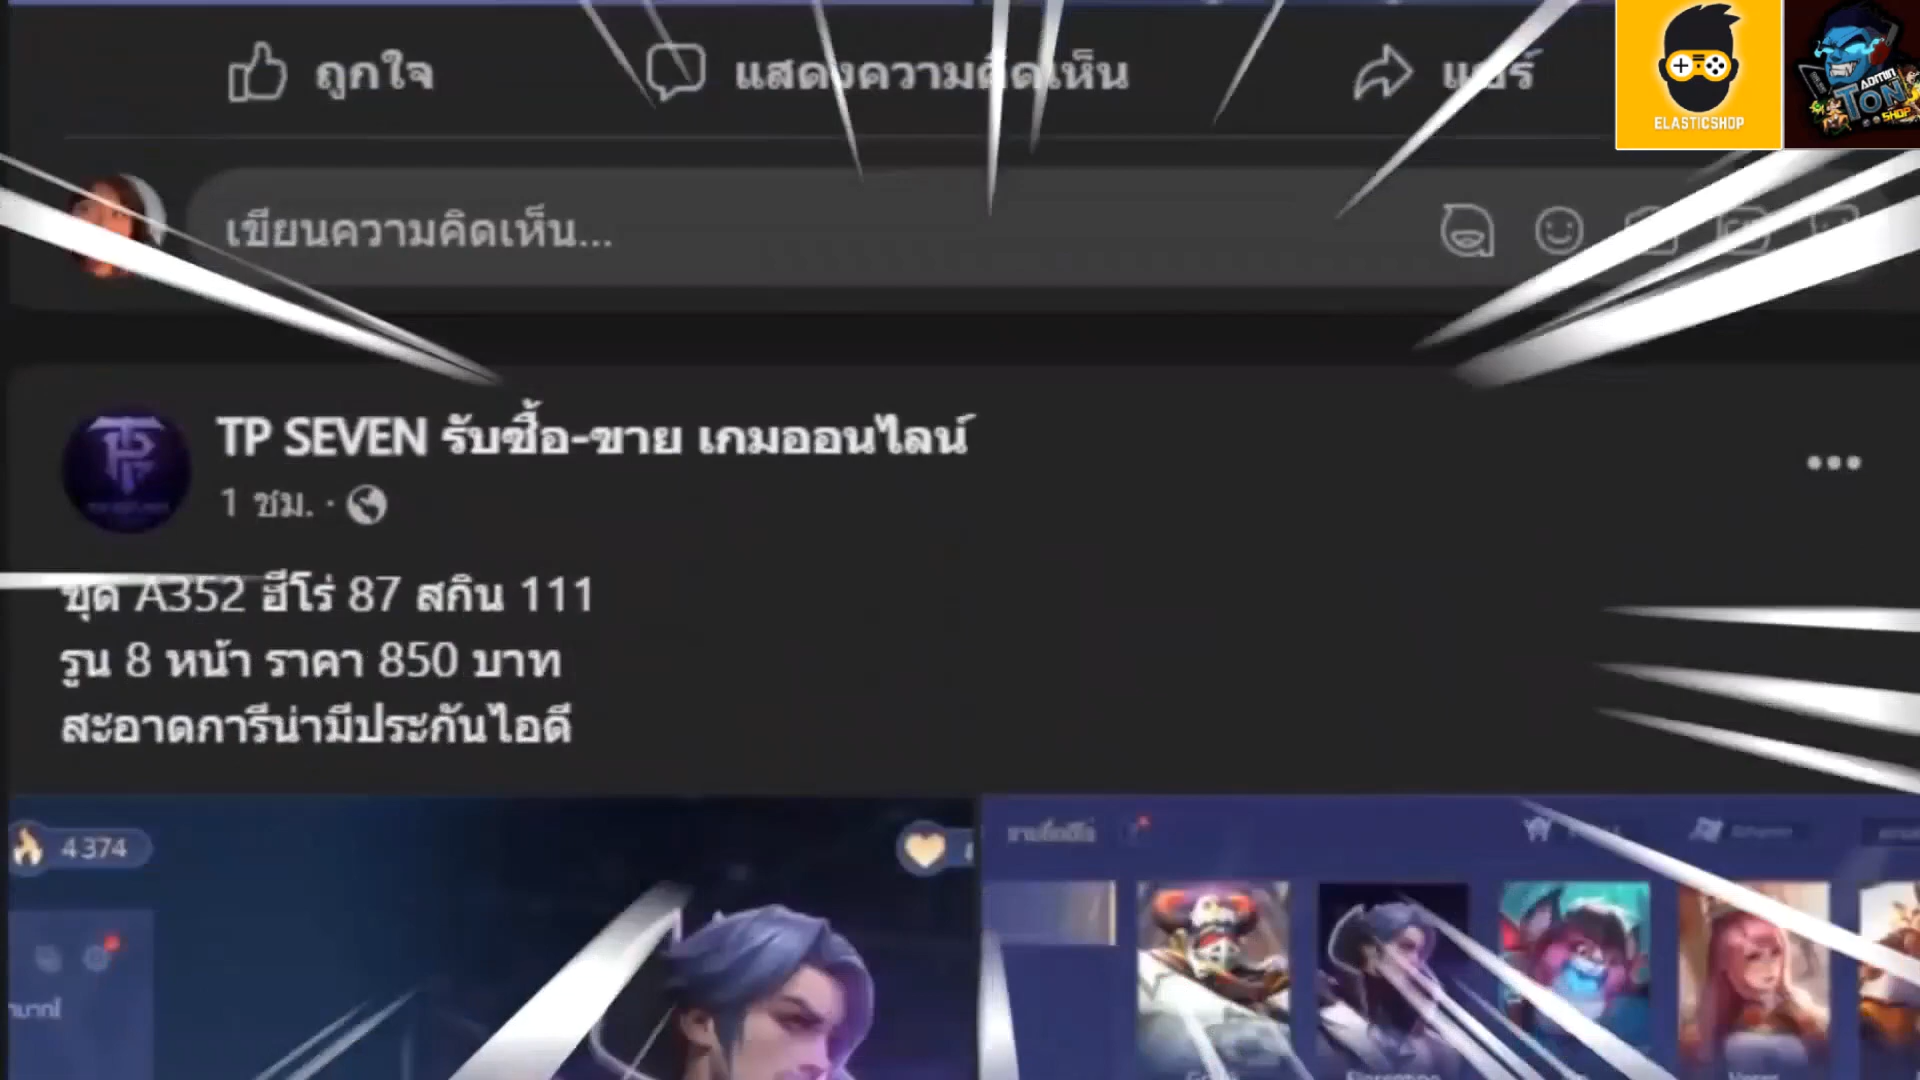 ถูกใจ
แสดงความคิดเห็น
แชร์
ELASTICSHOP
ADMIN
TON
SHOP
เขียนความคิดเห็น...
TP SEVEN รับซื้อ-ขาย เกมออนไลน์
1 ชม. ·
ชุด A352 ฮีโร่ 87 สกิน 111
รูน 8 หน้า ราคา 850 บาท
สะอาดการีน่ามีประกันไอดี
4374
Florentino